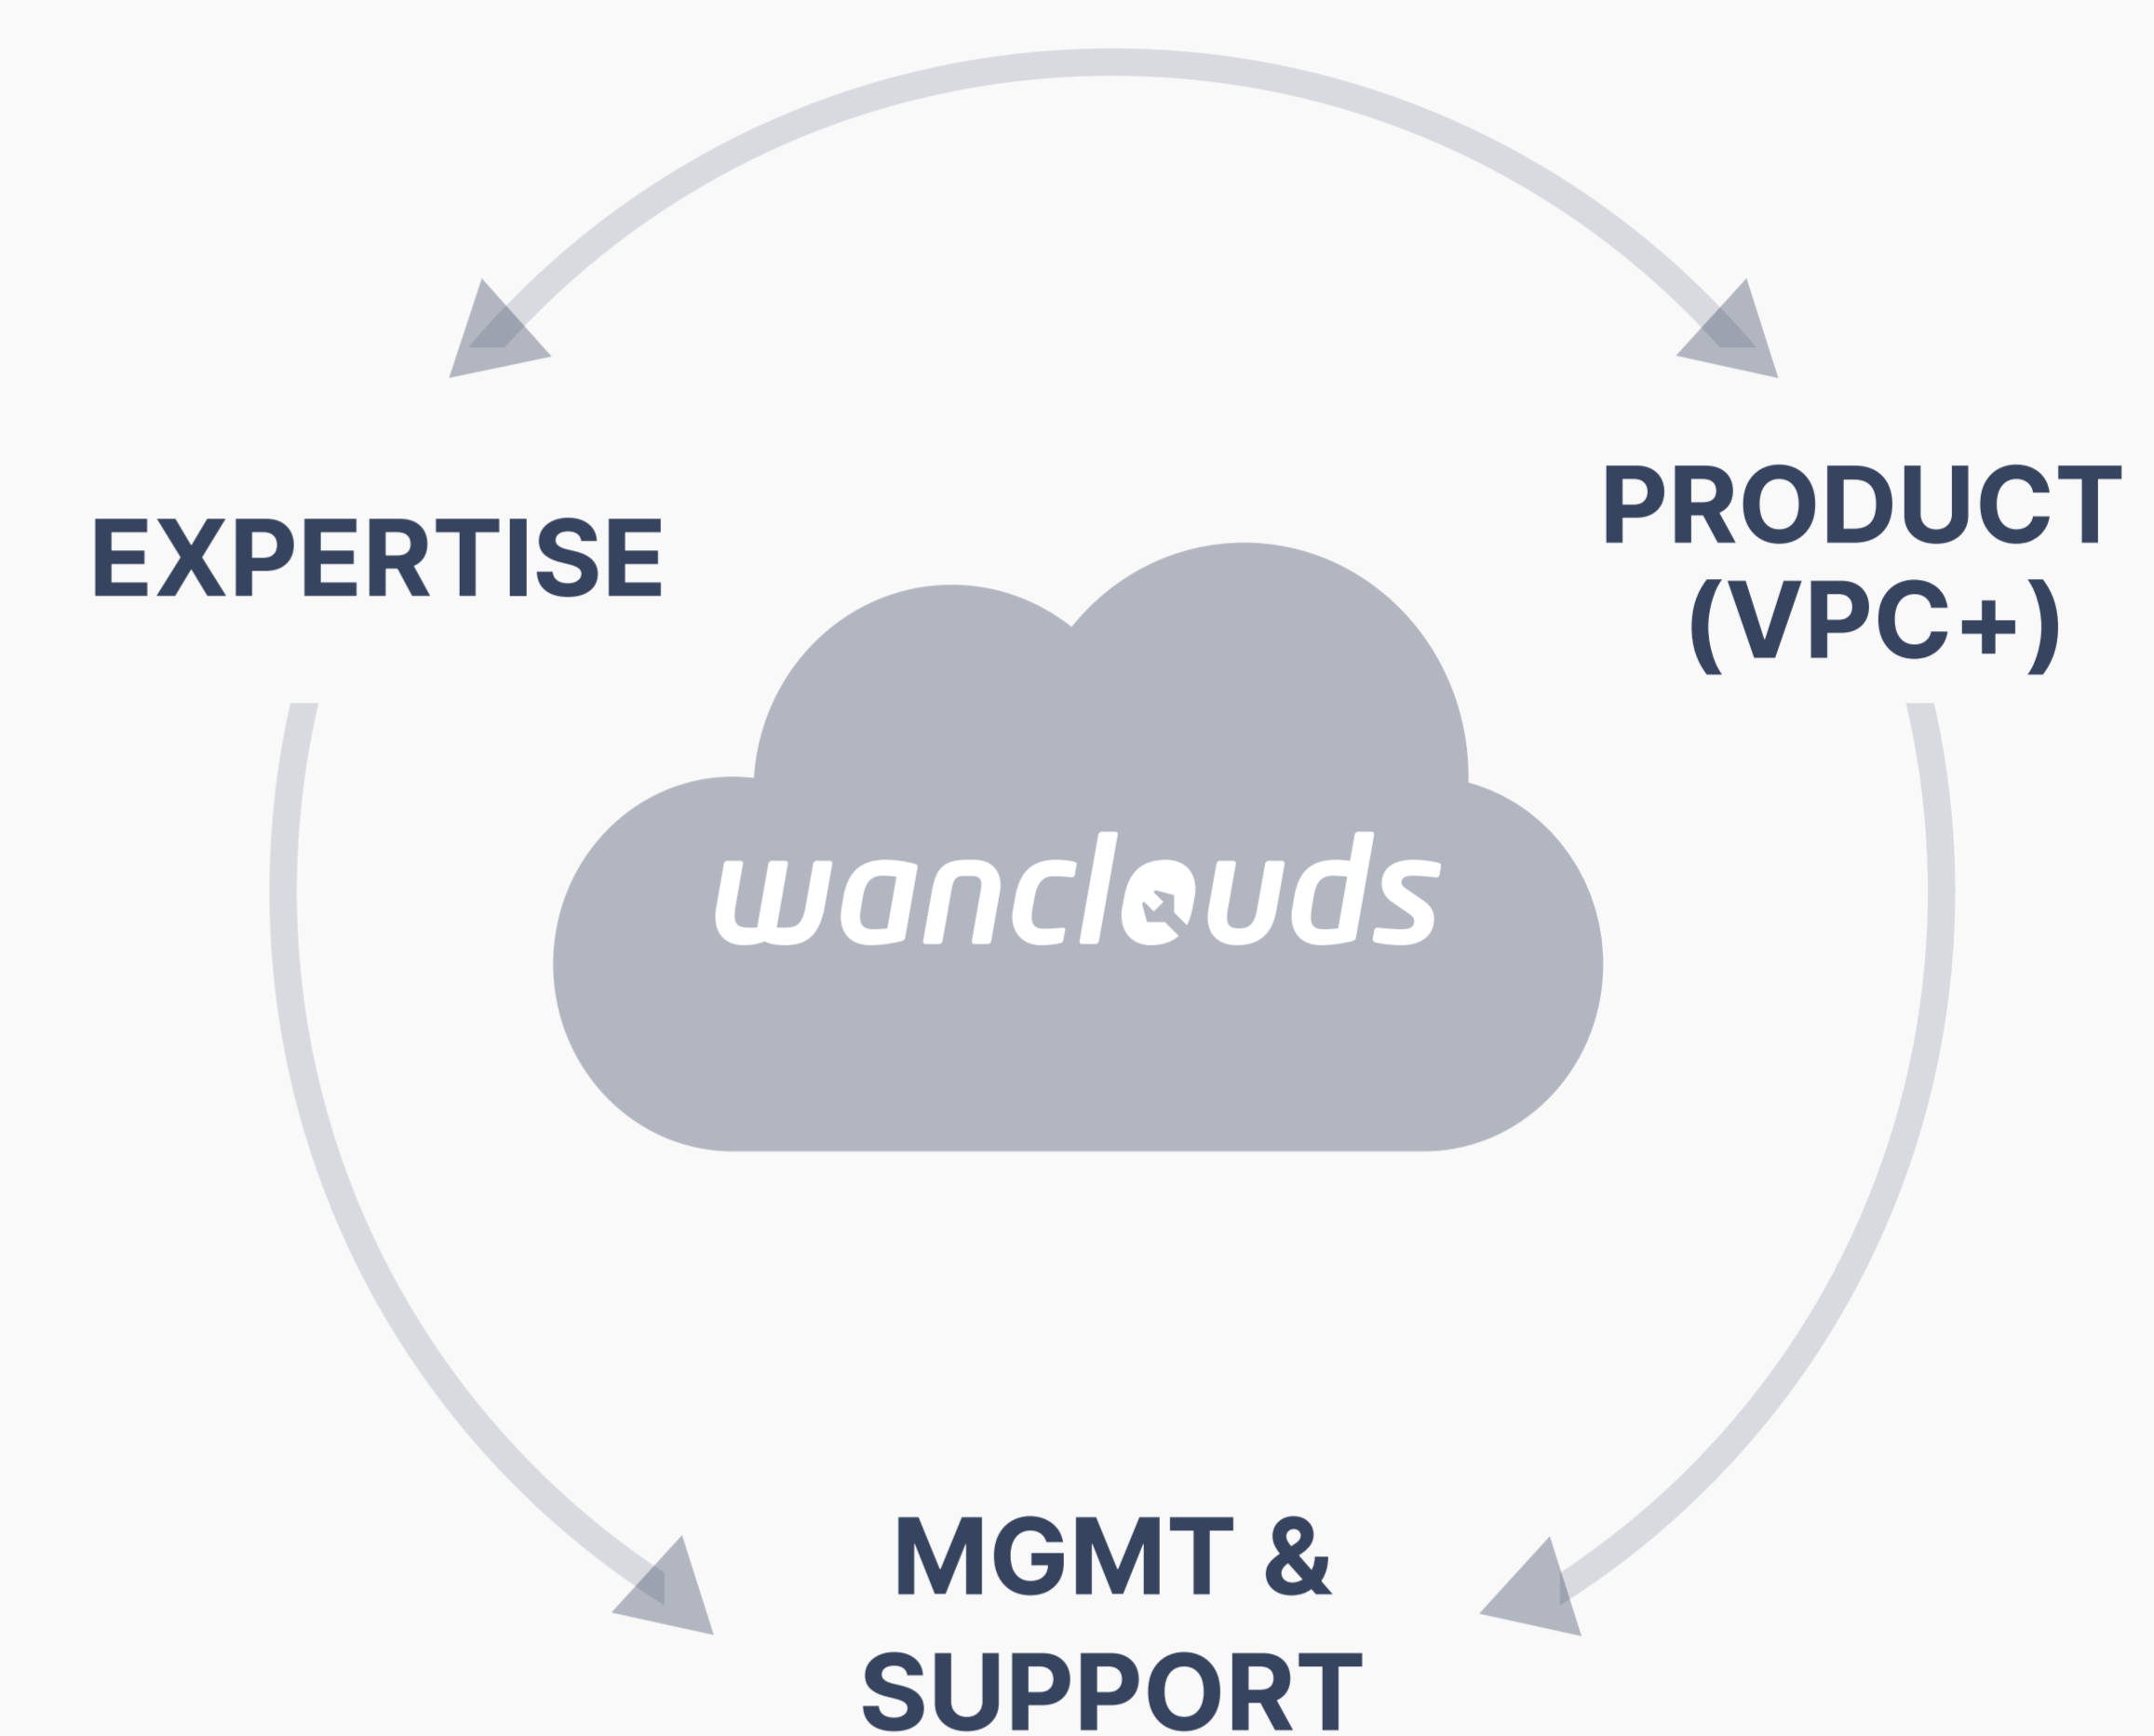 EXPERTISE
PRODUCT
(VPC+)
wanclouds
MGMT &
SUPPORT